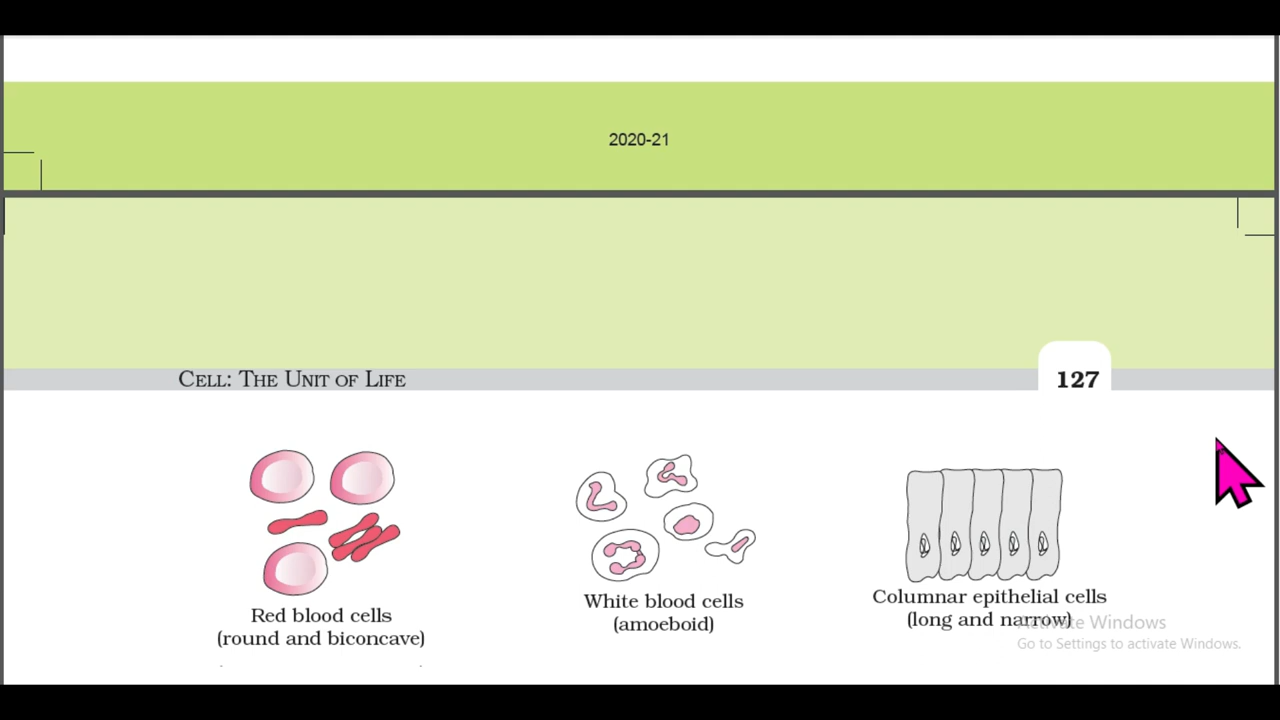 2020-21
CELL: THE UNIT OF LIFE
127
Red blood cells
(round and biconcave)
White blood cells
(amoeboid)
Columnar epithelial cells
(long and narrow)
Activate Windows
Go to Settings to activate Windows.